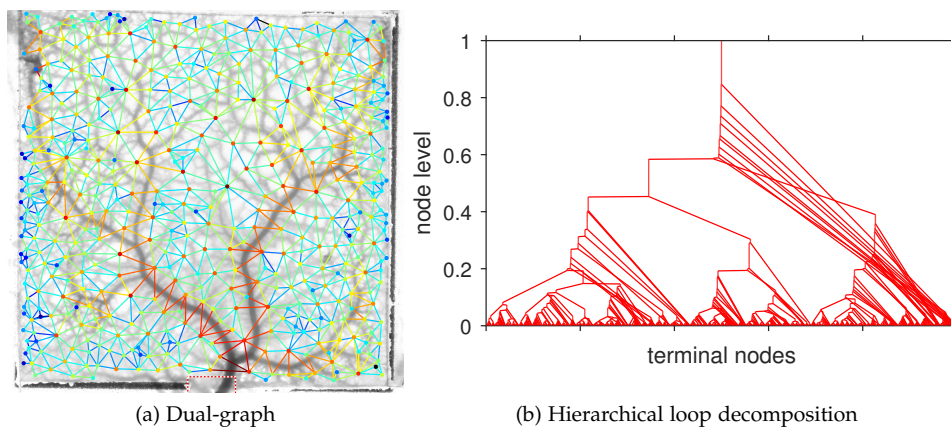 1
0.8
0.6
0.4
0.2
0
node level
terminal nodes
(a) Dual-graph
(b) Hierarchical loop decomposition